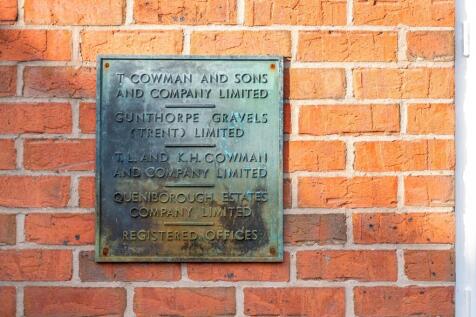 T COWMAN AND SONS
AND COMPANY LIMITED
GUNTHORPE GRAVELS
(TRENT) LIMITED
T. L. AND K. H. COWMAN
AND COMPANY LIMITED
QUENIBOROUGH ESTATES
COMPANY LIMITED
REGISTERED OFFICES